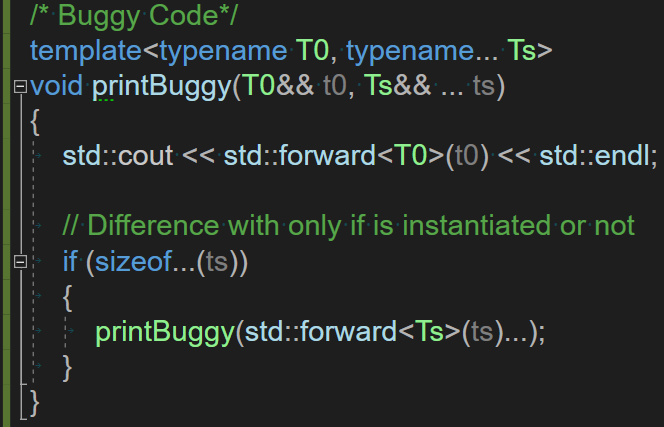 /* Buggy Code*/
template<typename T0, typename... Ts>
void printBuggy(T0&& t0, Ts&& ... ts)
{
std::cout << std::forward<T0>(t0) << std::endl;
// Difference with only if is instantiated or not
if (sizeof...(ts))
{
printBuggy(std::forward<Ts>(ts)...);
}
}